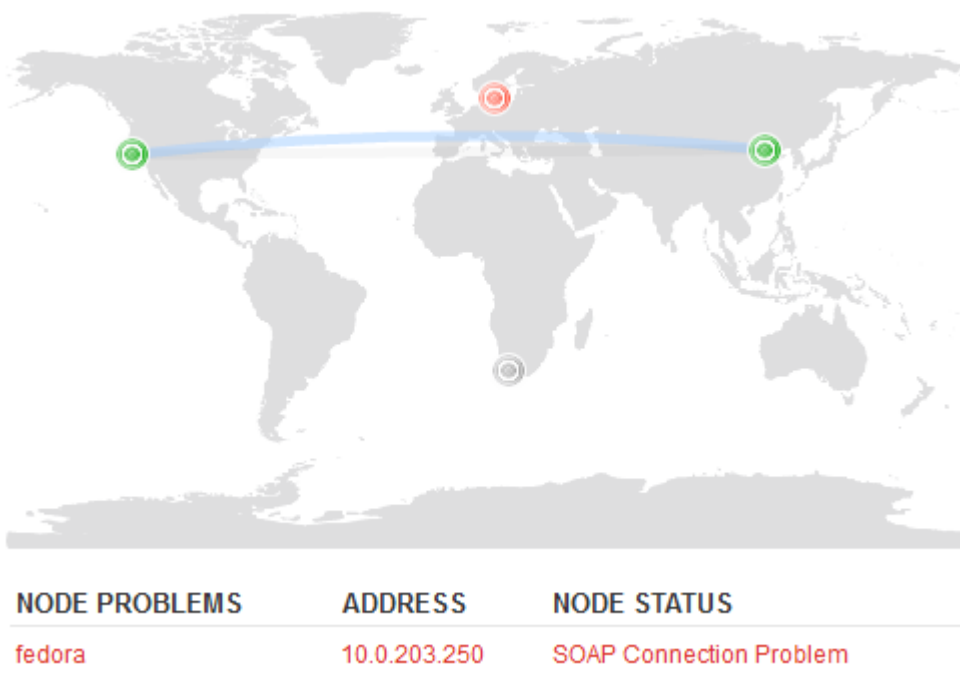 NODE PROBLEMS ADDRESS NODE STATUS
fedora 10.0.203.250 SOAP Connection Problem